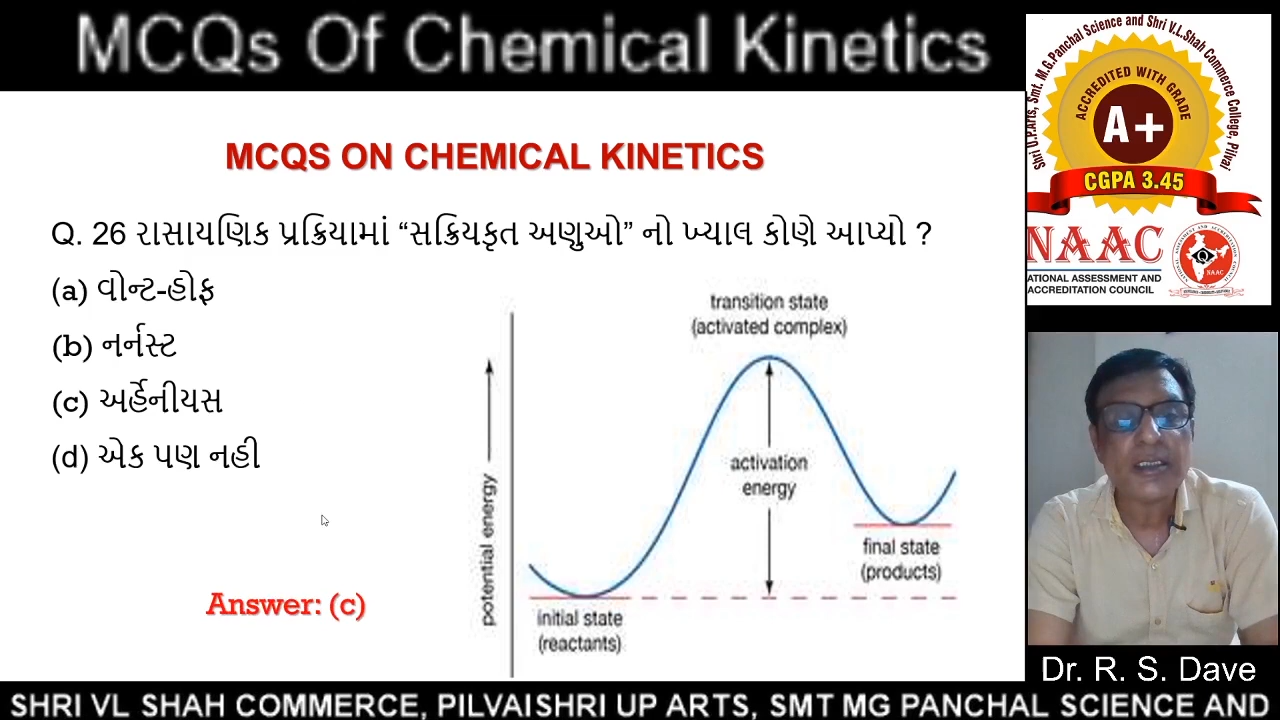 MCQs Of Chemical Kinetics
MCQS ON CHEMICAL KINETICS
Q. 26 રાસાયણિક પ્રક્રિયામાં “સક્રિયકૃત અણુઓ” નો ખ્યાલ કોણે આપ્યો ?
(a) વોન્ટ-હોફ
(b) નર્નસ્ટ
(c) અર્હેનીયસ
(d) એક પણ નહી
Answer: (c)
transition state
(activated complex)
potential energy
activation
energy
final state
(products)
initial state
(reactants)
Shri U.P.Arts, Smt. M.G.Panchal Science and Shri V.L.Shah Commerce College, Pilvai
ACCREDITED WITH GRADE
A+
CGPA 3.45
NAAC
NATIONAL ASSESSMENT AND
ACCREDITATION COUNCIL
NAAC
Dr. R. S. Dave
SHRI VL SHAH COMMERCE, PILVAISHRI UP ARTS, SMT MG PANCHAL SCIENCE AND